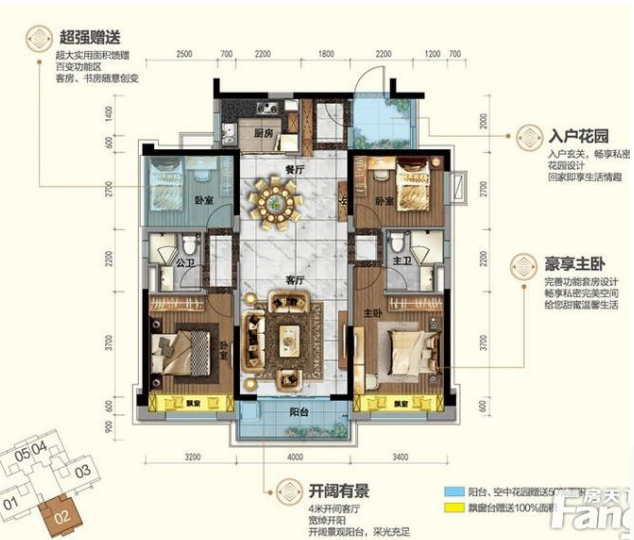 超强赠送
超大实用面积馈赠
百变功能区
客房、书房随意创变
2500 700 2200 1800 2200 1200 700
1400
600
2700
2200
3700
600
900
2000
2700
2200
3700
600
厨房
餐厅
卧室
卧室
公卫
主卫
客厅
卧室
主卧
飘窗
飘窗
阳台
3200 4000 3400
入户花园
入户玄关，畅享私密
花园设计
回家即享生活情趣
豪享主卧
完善功能套房设计
畅享私密完美空间
给您甜蜜温馨生活
开阔有景
4米开间客厅
宽绰开阳
开阔景观阳台，采光充足
阳台、空中花园赠送50%面积
飘窗台赠送100%面积
05 04
03
01
02
房天下
Fang